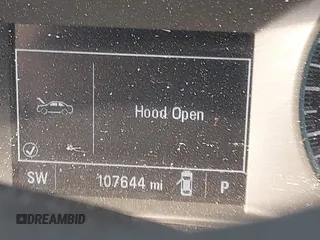 Hood Open
SW 107644 mi P
DREAMBID